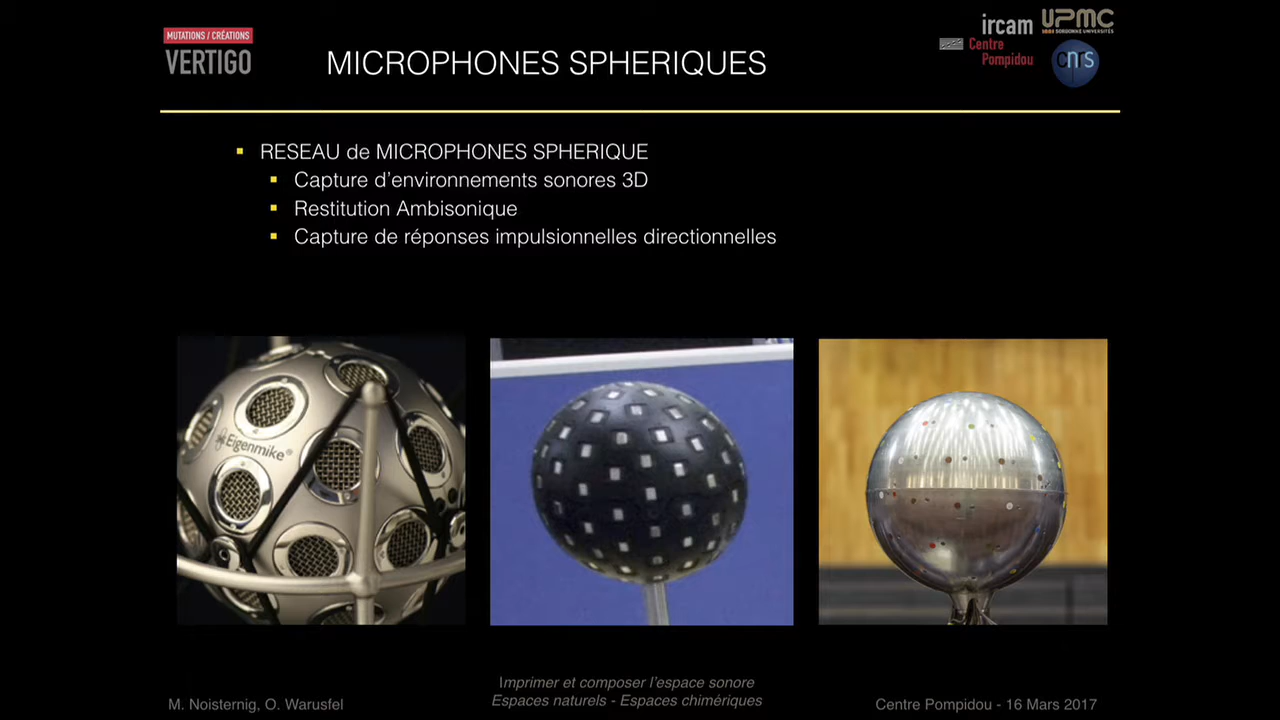 MUTATIONS / CRÉATIONS
VERTIGO
MICROPHONES SPHERIQUES
ircam
Centre
Pompidou
UPMC
SORBONNE UNIVERSITÉS
cnrs
RESEAU de MICROPHONES SPHERIQUE
Capture d'environnements sonores 3D
Restitution Ambisonique
Capture de réponses impulsionnelles directionnelles
Eigenmike®
M. Noisternig, O. Warusfel
Imprimer et composer l'espace sonore
Espaces naturels - Espaces chimériques
Centre Pompidou - 16 Mars 2017